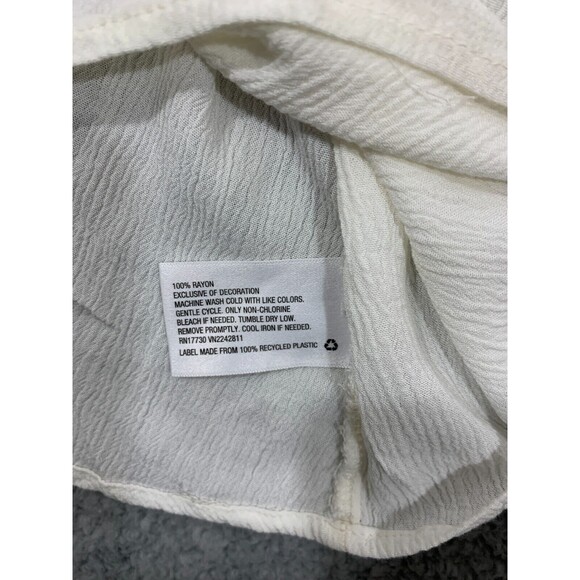 100% RAYON
EXCLUSIVE OF DECORATION
MACHINE WASH COLD WITH LIKE COLORS.
GENTLE CYCLE. ONLY NON-CHLORINE
BLEACH IF NEEDED. TUMBLE DRY LOW.
REMOVE PROMPTLY. COOL IRON IF NEEDED.
RN17730 VN2242811
LABEL MADE FROM 100% RECYCLED PLASTIC